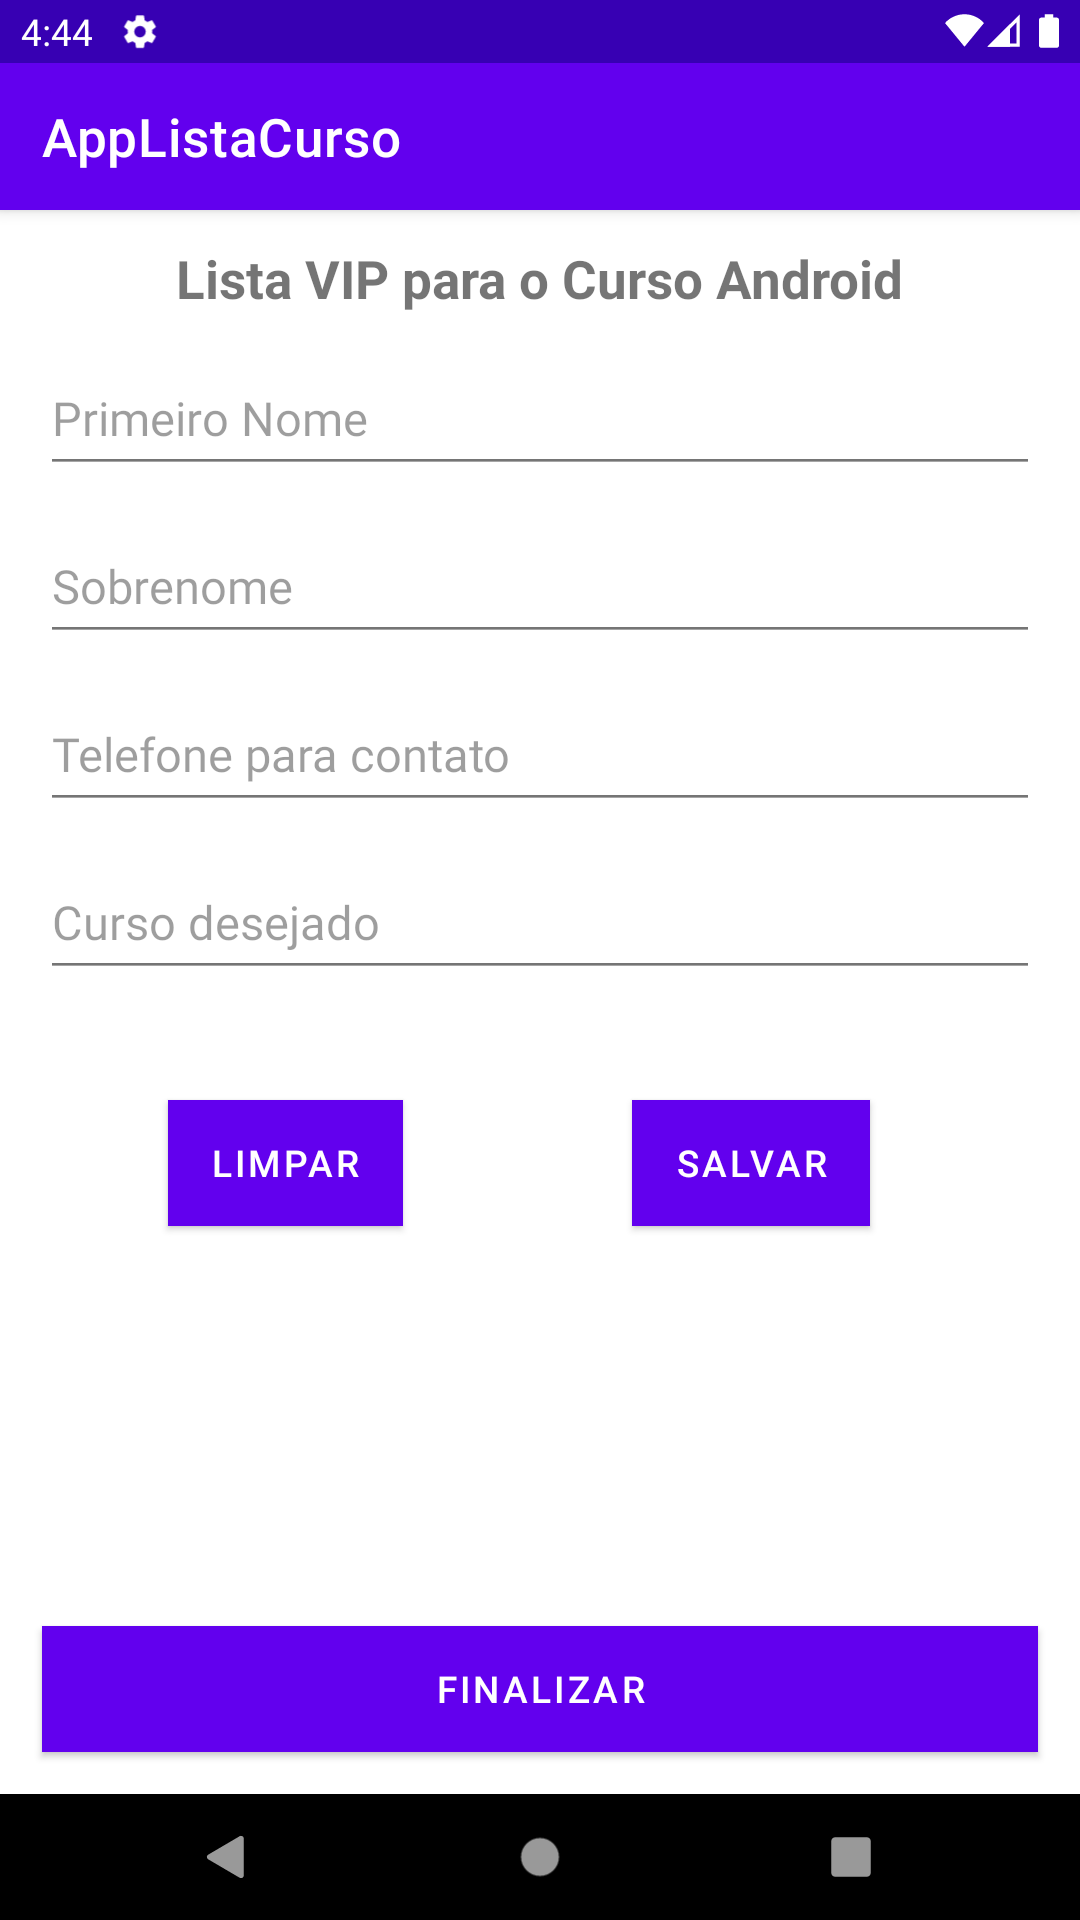 4:44
AppListaCurso
Lista VIP para o Curso Android
Primeiro Nome
Sobrenome
Telefone para contato
Curso desejado
LIMPAR SALVAR
FINALIZAR